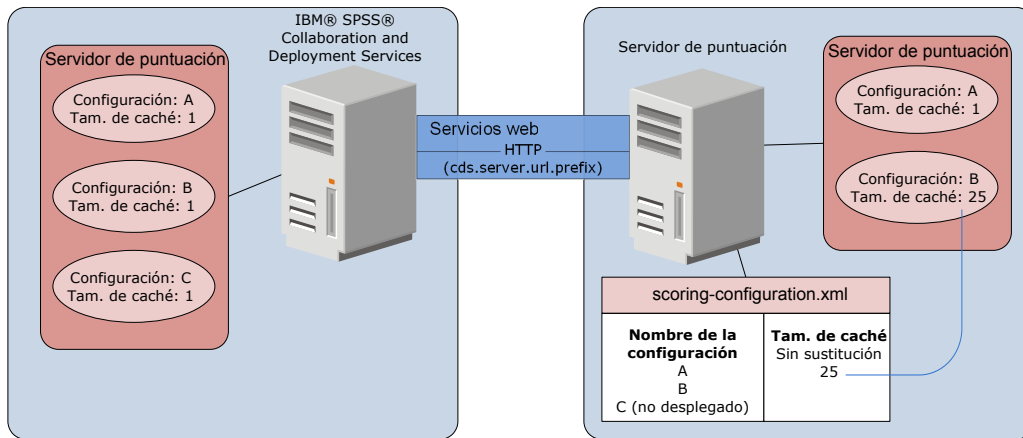 IBM® SPSS®
Collaboration and
Deployment Services
Servidor de puntuación
Configuración: A
Tam. de caché: 1
Configuración: B
Tam. de caché: 1
Configuración: C
Tam. de caché: 1
Servicios web
HTTP
(cds.server.url.prefix)
Servidor de puntuación
Servidor de puntuación
Configuración: A
Tam. de caché: 1
Configuración: B
Tam. de caché: 25
scoring-configuration.xml
Nombre de la
configuración
A
B
C (no desplegado)
Tam. de caché
Sin sustitución
25